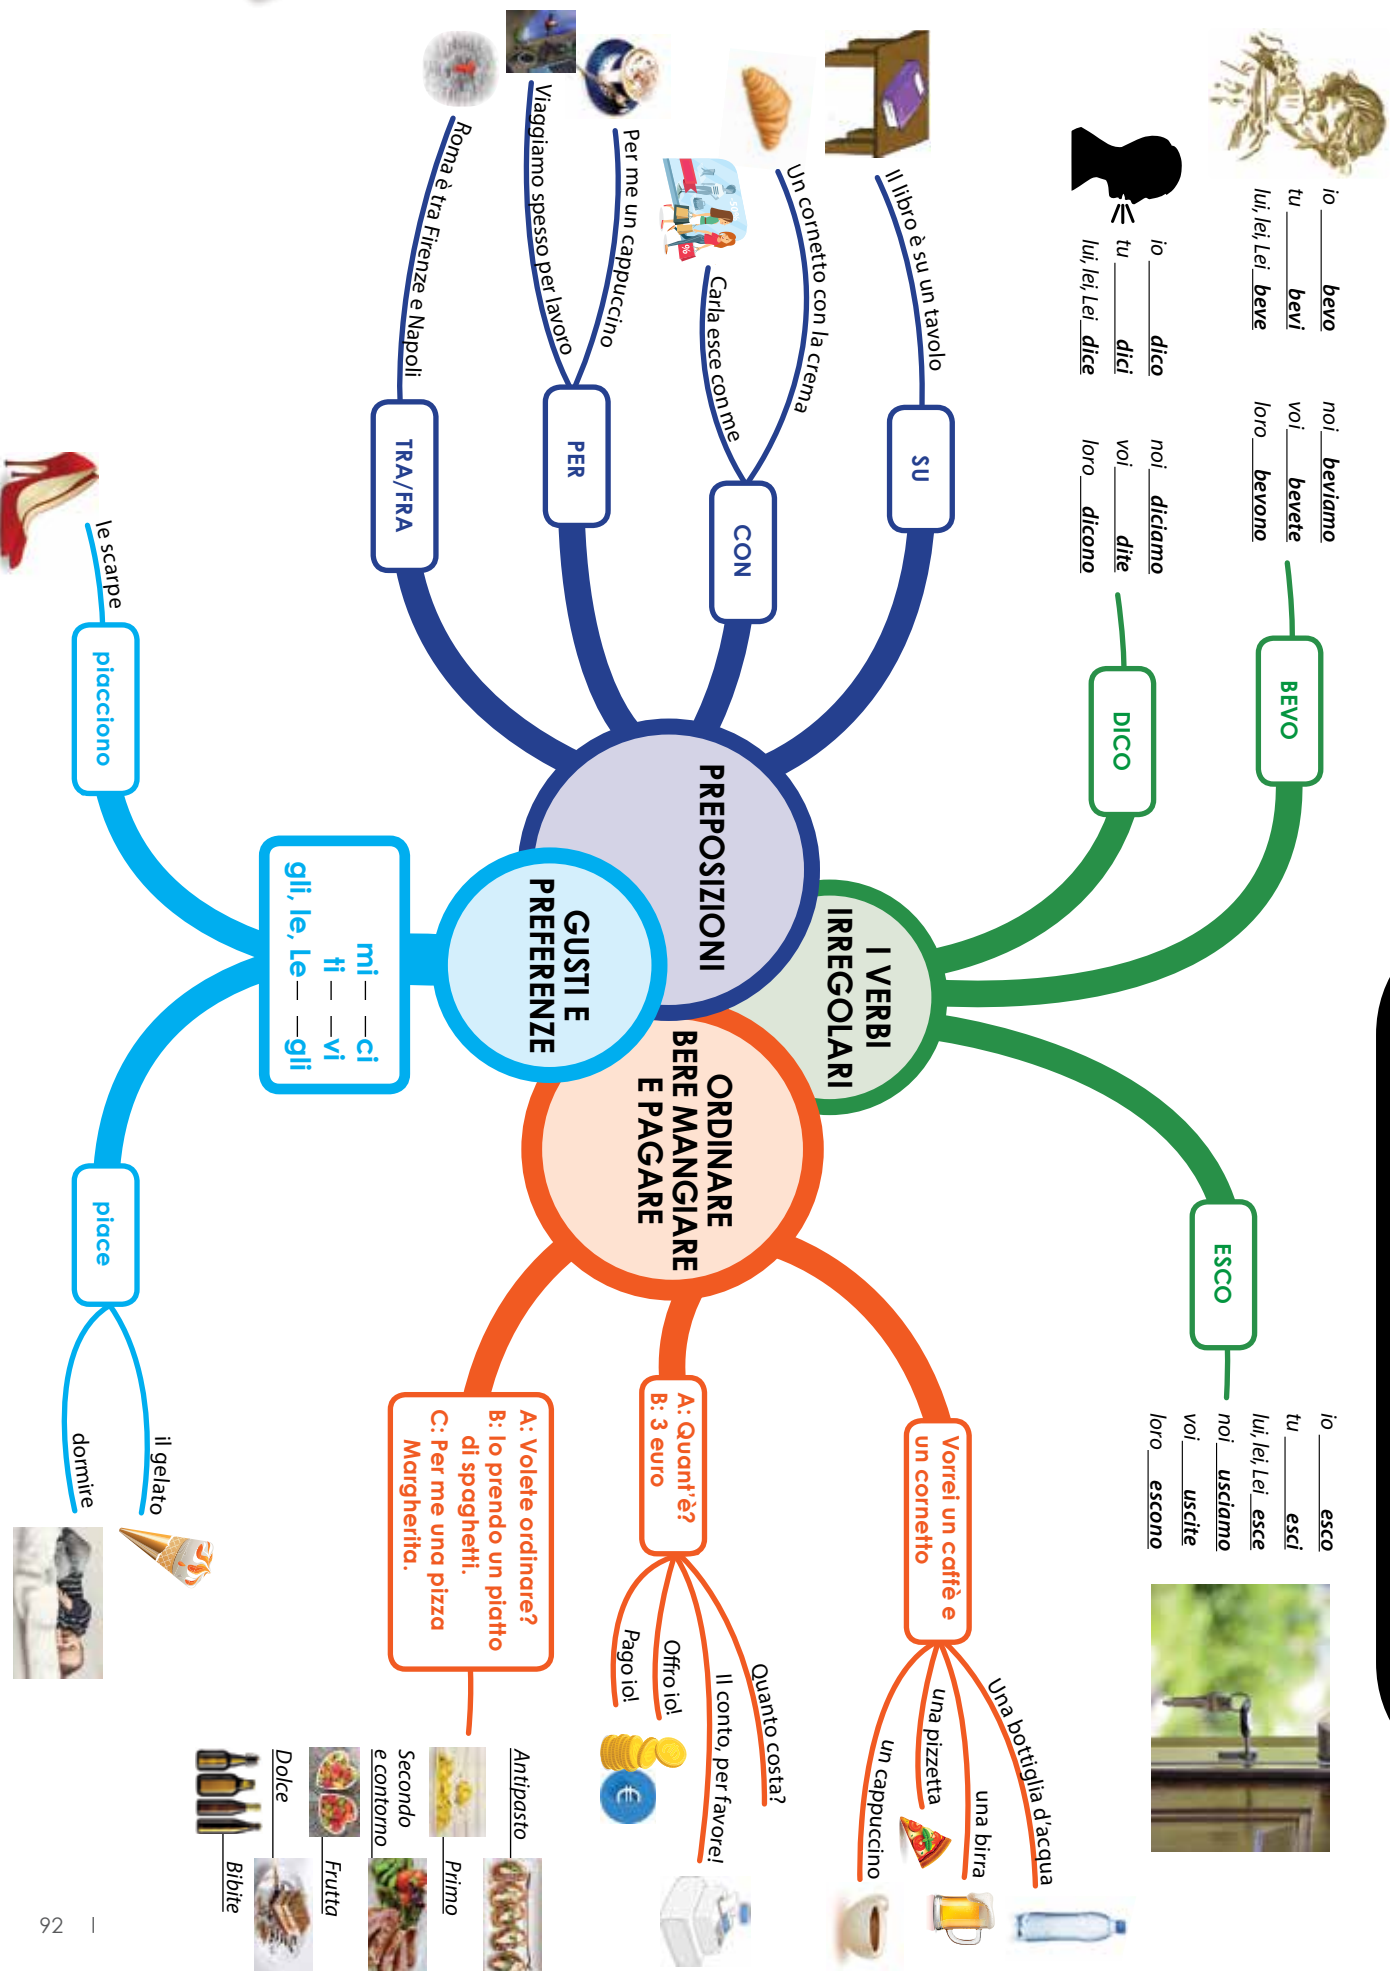 io bevo
tu bevi
lui, lei, Lei beve
noi beviamo
voi bevete
loro bevono
BEVO
io dico
tu dici
lui, lei, Lei dice
noi diciamo
voi dite
loro dicono
DICO
ESCO
io esco
tu esci
lui, lei, Lei esce
noi usciamo
voi uscite
loro escono
I VERBI
IRREGOLARI
Il libro è su un tavolo
SU
Un cornetto con la crema
Carla esce con me
CON
Per me un cappuccino
Viaggiamo spesso per lavoro
PER
Roma è tra Firenze e Napoli
TRA/FRA
PREPOSIZIONI
ORDINARE
BERE MANGIARE
E PAGARE
Vorrei un caffè e
un cornetto
Una bottiglia d'acqua
una birra
una pizzetta
un cappuccino
A: Quant'è?
B: 3 euro
Quanto costa?
Il conto, per favore!
Offro io!
Pago io!
A: Volete ordinare?
B: Io prendo un piatto
di spaghetti.
C: Per me una pizza
Margherita.
Antipasto
Primo
Secondo
e contorno
Frutta
Dolce
Bibite
GUSTI E
PREFERENZE
mi — — ci
ti — — vi
gli, le, Le — — gli
piacciono
le scarpe
piace
il gelato
dormire
92 |